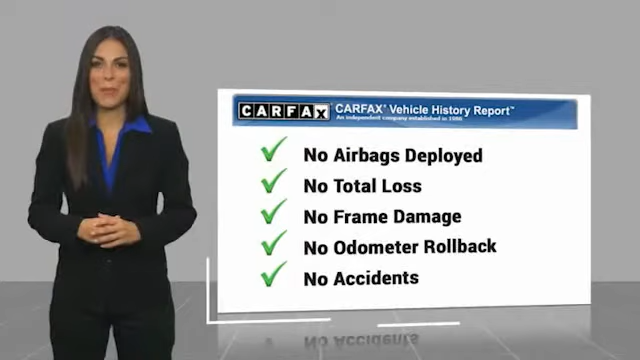 CARFAX CARFAX® Vehicle History Report™
An independent company established in 1986
No Airbags Deployed
No Total Loss
No Frame Damage
No Odometer Rollback
No Accidents